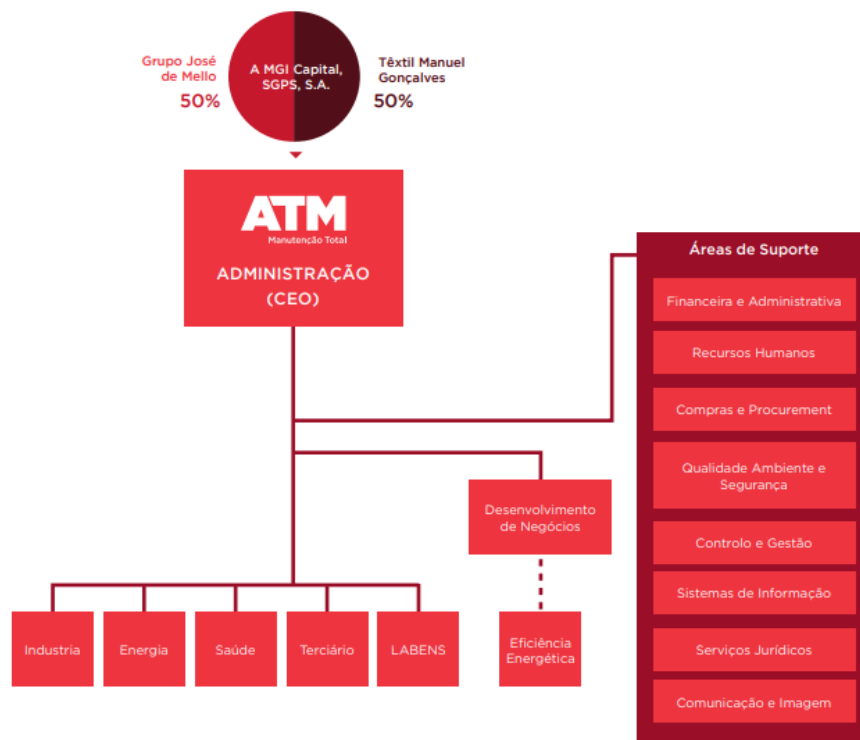 Grupo José
de Mello
50%
A MGI Capital,
SGPS, S.A.
Têxtil Manuel
Gonçalves
50%
ATM
Manutenção Total
ADMINISTRAÇÃO
(CEO)
Áreas de Suporte
Financeira e Administrativa
Recursos Humanos
Compras e Procurement
Qualidade Ambiente e
Segurança
Controlo e Gestão
Sistemas de Informação
Serviços Jurídicos
Comunicação e Imagem
Desenvolvimento
de Negócios
Industria
Energia
Saúde
Terciário
LABENS
Eficiência
Energética